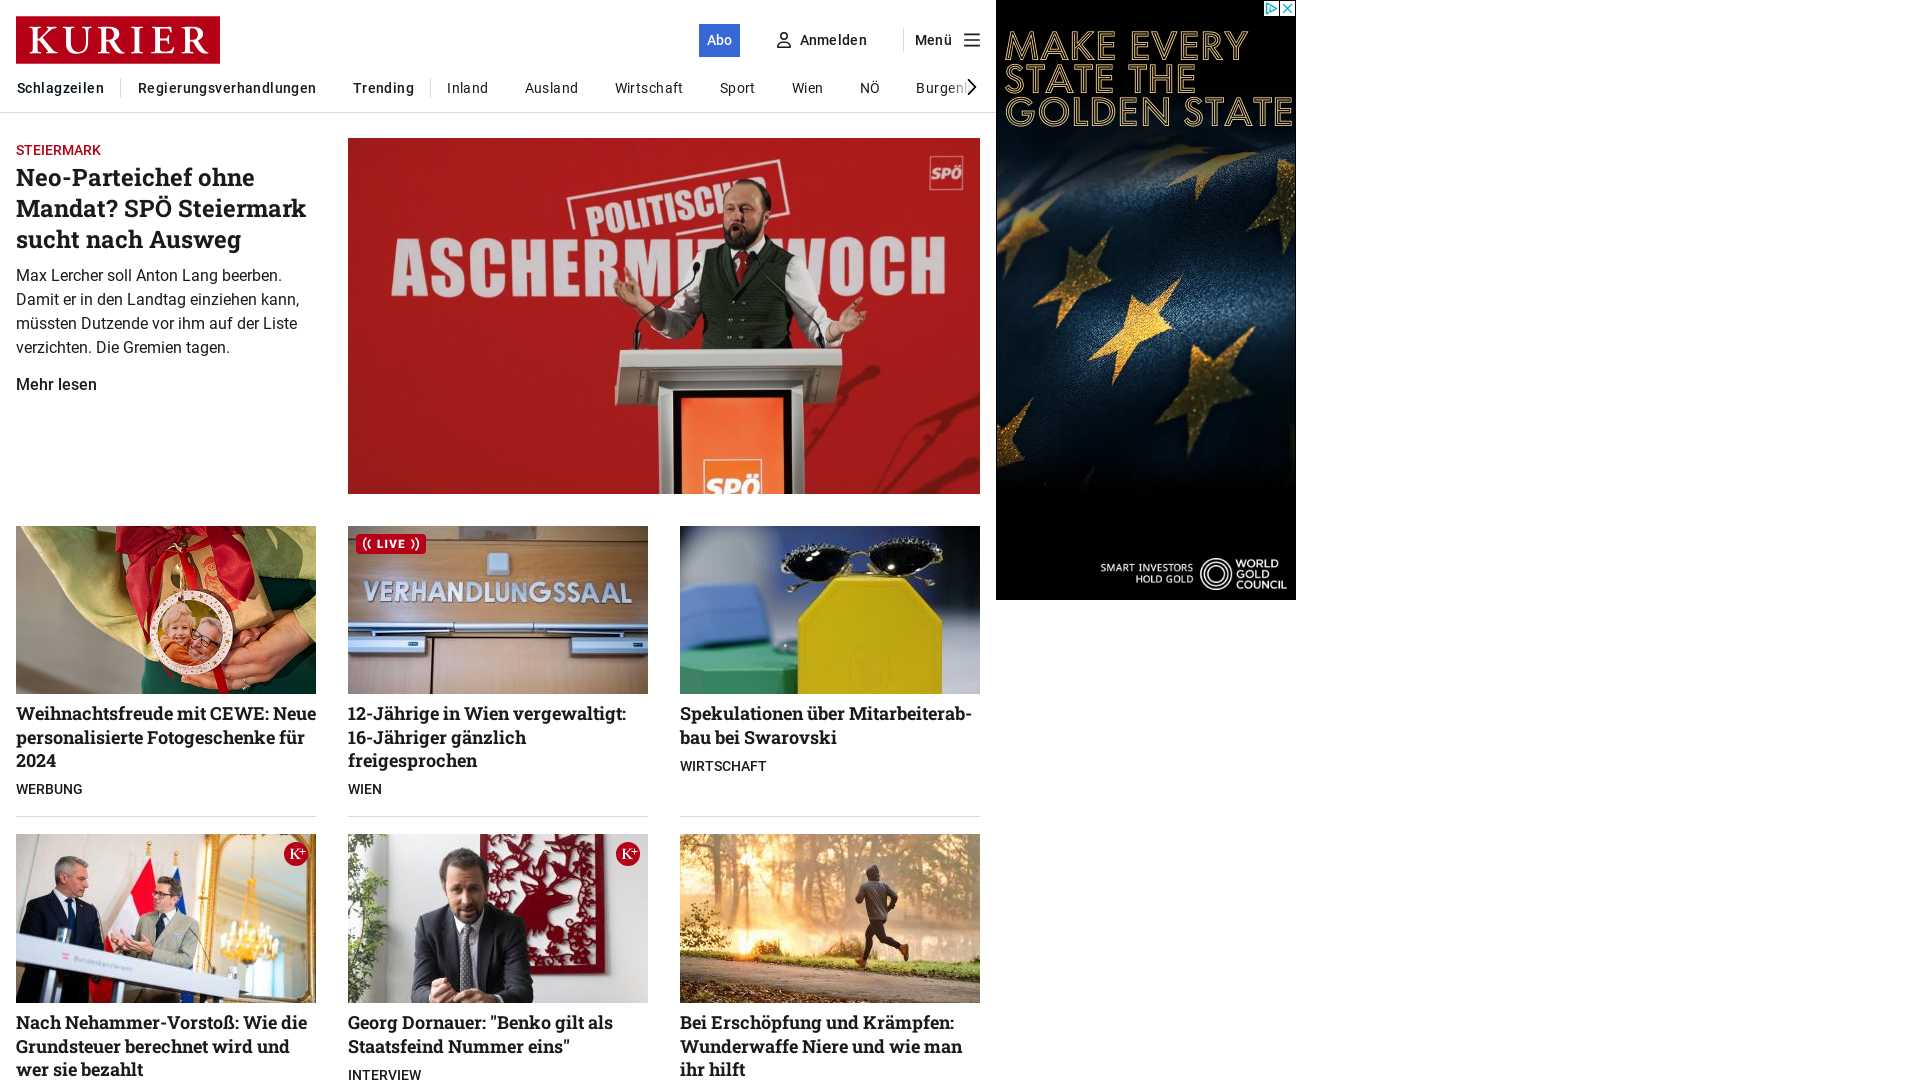 KURIER
Abo
Anmelden
Menü
Schlagzeilen
Regierungsverhandlungen
Trending
Inland
Ausland
Wirtschaft
Sport
Wien
NÖ
STEIERMARK
Neo-Parteichef ohne
Mandat? SPÖ Steiermark
sucht nach Ausweg
Max Lercher soll Anton Lang beerben.
Damit er in den Landtag einziehen kann,
müssten Dutzende vor ihm auf der Liste
verzichten. Die Gremien tagen.
Mehr lesen
SPÖ
POLITISCHER
SPÖ
MAKE EVERY
STATE THE
GOLDEN STATE
SMART INVESTORS
HOLD GOLD
WORLD
GOLD
COUNCIL
Weihnachtsfreude mit CEWE: Neue
personalisierte Fotogeschenke für
2024
WERBUNG
LIVE
VERHANDLUNGSSAAL
12-Jährige in Wien vergewaltigt:
16-Jähriger gänzlich
freigesprochen
WIEN
Spekulationen über Mitarbeiterab-
bau bei Swarovski
WIRTSCHAFT
K+
Bundeskanzleramt
Nach Nehammer-Vorstoß: Wie die
Grundsteuer berechnet wird und
wer sie bezahlt
K+
Georg Dornauer: "Benko gilt als
Staatsfeind Nummer eins"
INTERVIEW
Bei Erschöpfung und Krämpfen:
Wunderwaffe Niere und wie man
ihr hilft